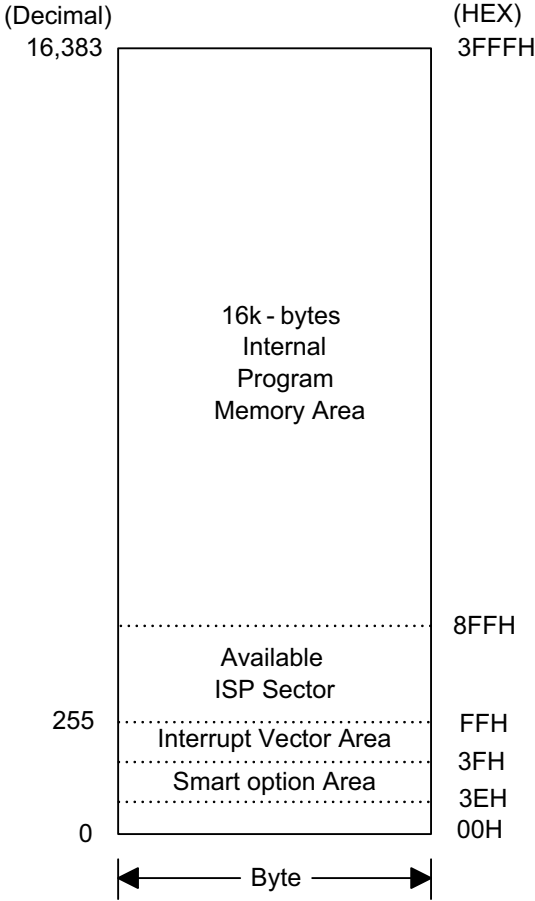 (Decimal) (HEX)
16,383 3FFFH
16k - bytes
Internal
Program
Memory Area
8FFH
Available
ISP Sector
255 FFH
Interrupt Vector Area
3FH
Smart option Area
3EH
0 00H
Byte